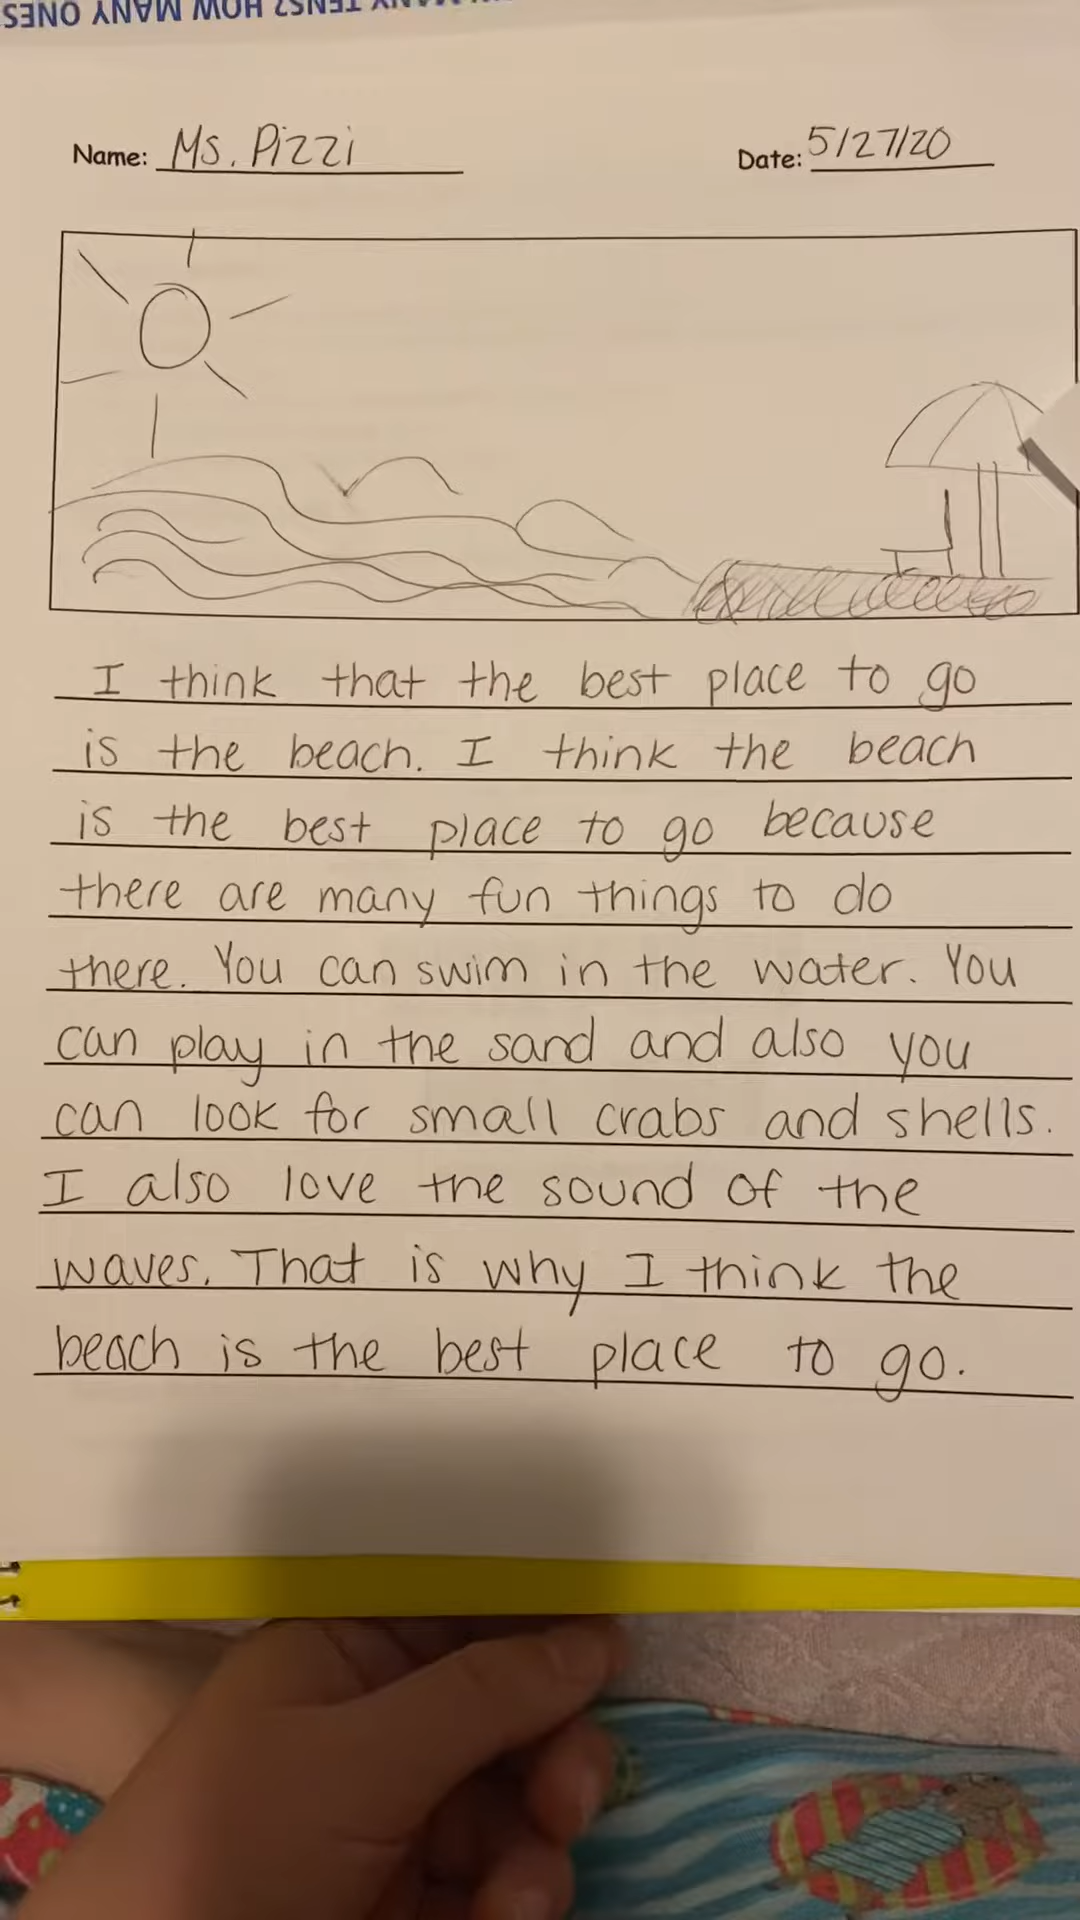 TENS? HOW MANY ONES
Name: Ms. Pizzi
Date: 5/27/20
I think that the best place to go
is the beach. I think the beach
is the best place to go because
there are many fun things to do
there. You can swim in the water. You
can play in the sand and also you
can look for small crabs and shells.
I also love the sound of the
waves. That is why I think the
beach is the best place to go.